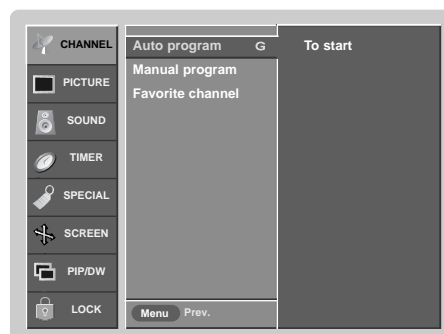 CHANNEL
PICTURE
SOUND
TIMER
SPECIAL
SCREEN
PIP/DW
LOCK
Auto program G
Manual program
Favorite channel
Menu Prev.
To start